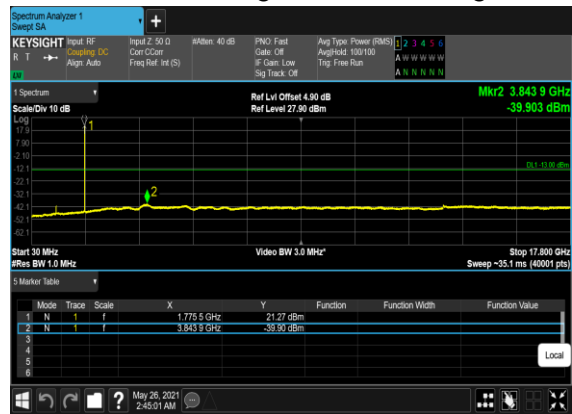 Spectrum Analyzer 1
Swept SA
+
KEYSIGHT Input: RF Input Z: 50 Ω #Atten: 40 dB PNO: Fast Avg Type: Power (RMS) 1 2 3 4 5 6
R T Coupling: DC Corr CCorr Gate: Off Avg|Hold: 100/100 A W W W W W
Align: Auto Freq Ref: Int (S) IF Gain: Low Trig: Free Run
Sig Track: Off A N N N N N
LXI
1 Spectrum Ref Lvl Offset 4.90 dB Mkr2 3.843 9 GHz
Scale/Div 10 dB Ref Level 27.90 dBm -39.903 dBm
Log
1
17.9
7.90
-2.10
-12.1 DL1 -13.00 dBm
-22.1
-32.1 2
-42.1
-52.1
-62.1
Start 30 MHz Video BW 3.0 MHz* Stop 17.800 GHz
#Res BW 1.0 MHz Sweep ~35.1 ms (40001 pts)
5 Marker Table
Mode Trace Scale X Y Function Function Width Function Value
1 N 1 f 1.775 5 GHz 21.27 dBm
2 N 1 f 3.843 9 GHz -39.90 dBm
3
4
5
6
Local
? May 26, 2021
2:45:01 AM